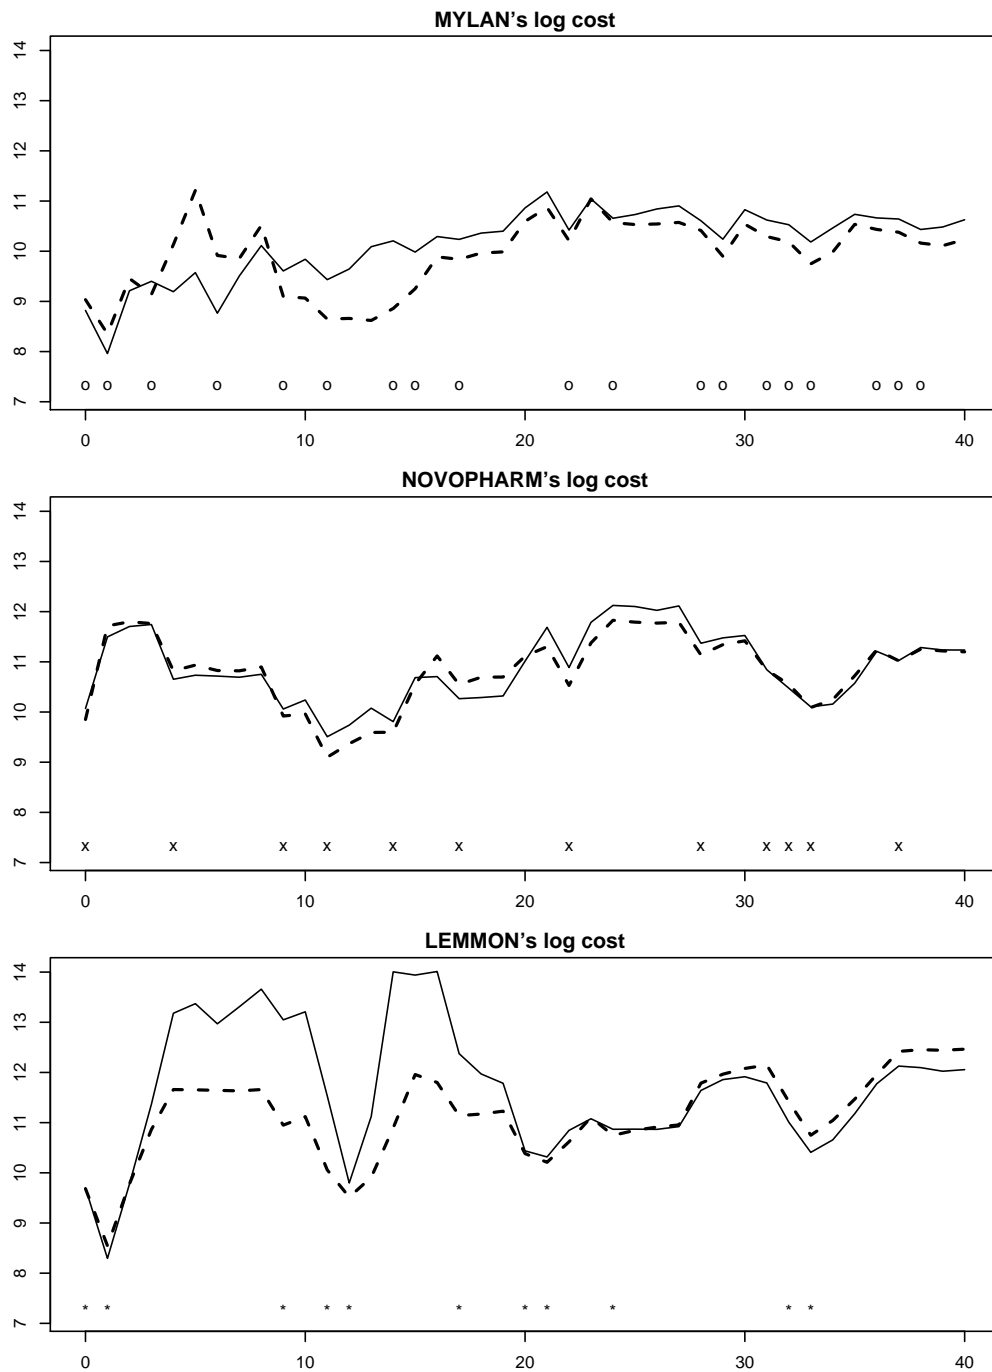 MYLAN's log cost
14
13
12
11
10
9
8
7
o o o o o o o o o o o o o o o o o o o
0 10 20 30 40
NOVOPHARM's log cost
14
13
12
11
10
9
8
7
x x x x x x x x x x x x
0 10 20 30 40
LEMMON's log cost
14
13
12
11
10
9
8
7
* * * * * * * * * * *
0 10 20 30 40